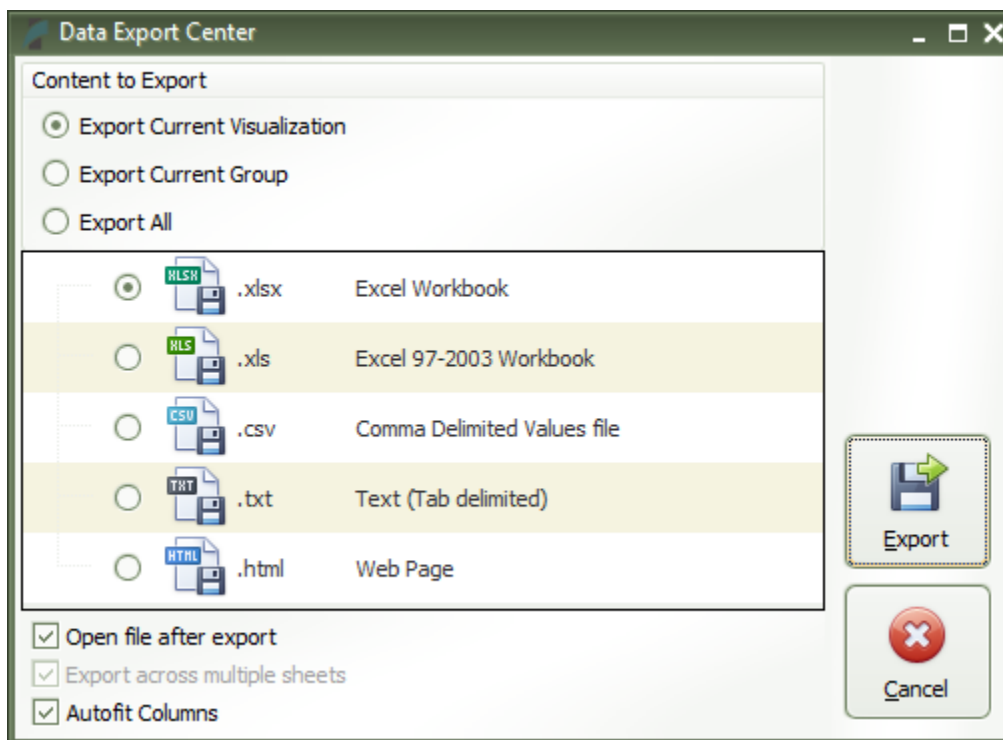 Data Export Center
Content to Export
Export Current Visualization
Export Current Group
Export All
XLSX .xlsx Excel Workbook
XLS .xls Excel 97-2003 Workbook
CSV .csv Comma Delimited Values file
TXT .txt Text (Tab delimited)
HTML .html Web Page
Export
Open file after export
Export across multiple sheets
Autofit Columns
Cancel